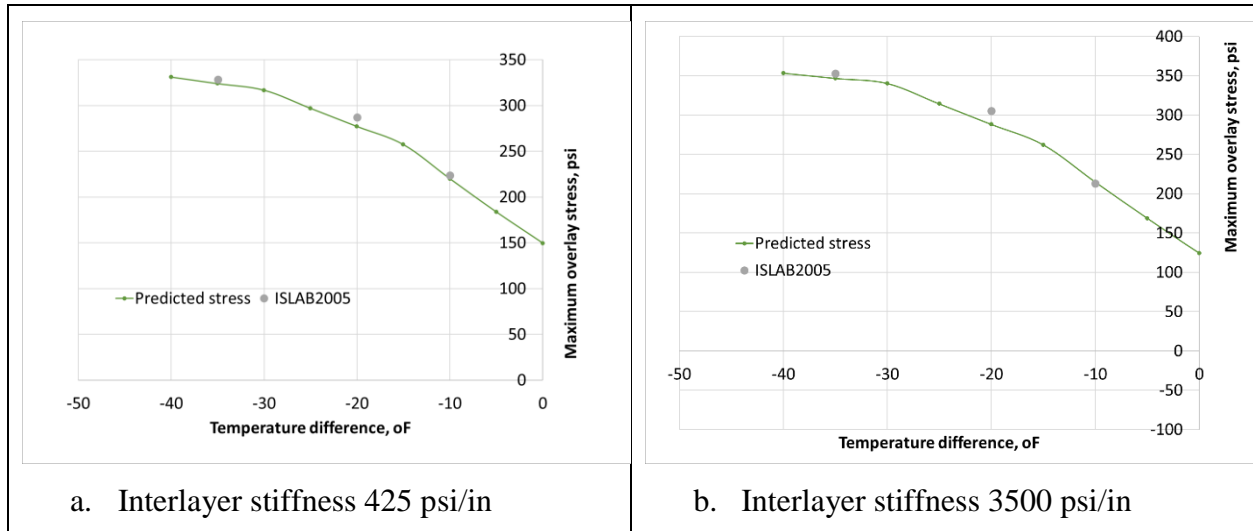 350
300
250
200
150
100
50
0
-50 -40 -30 -20 -10 0
Temperature difference, oF
Maximum overlay stress, psi
Predicted stress ISLAB2005
a. Interlayer stiffness 425 psi/in
400
350
300
250
200
150
100
50
0
-50
-100
-50 -40 -30 -20 -10 0
Temperature difference, oF
Maximum overlay stress, psi
Predicted stress
ISLAB2005
b. Interlayer stiffness 3500 psi/in